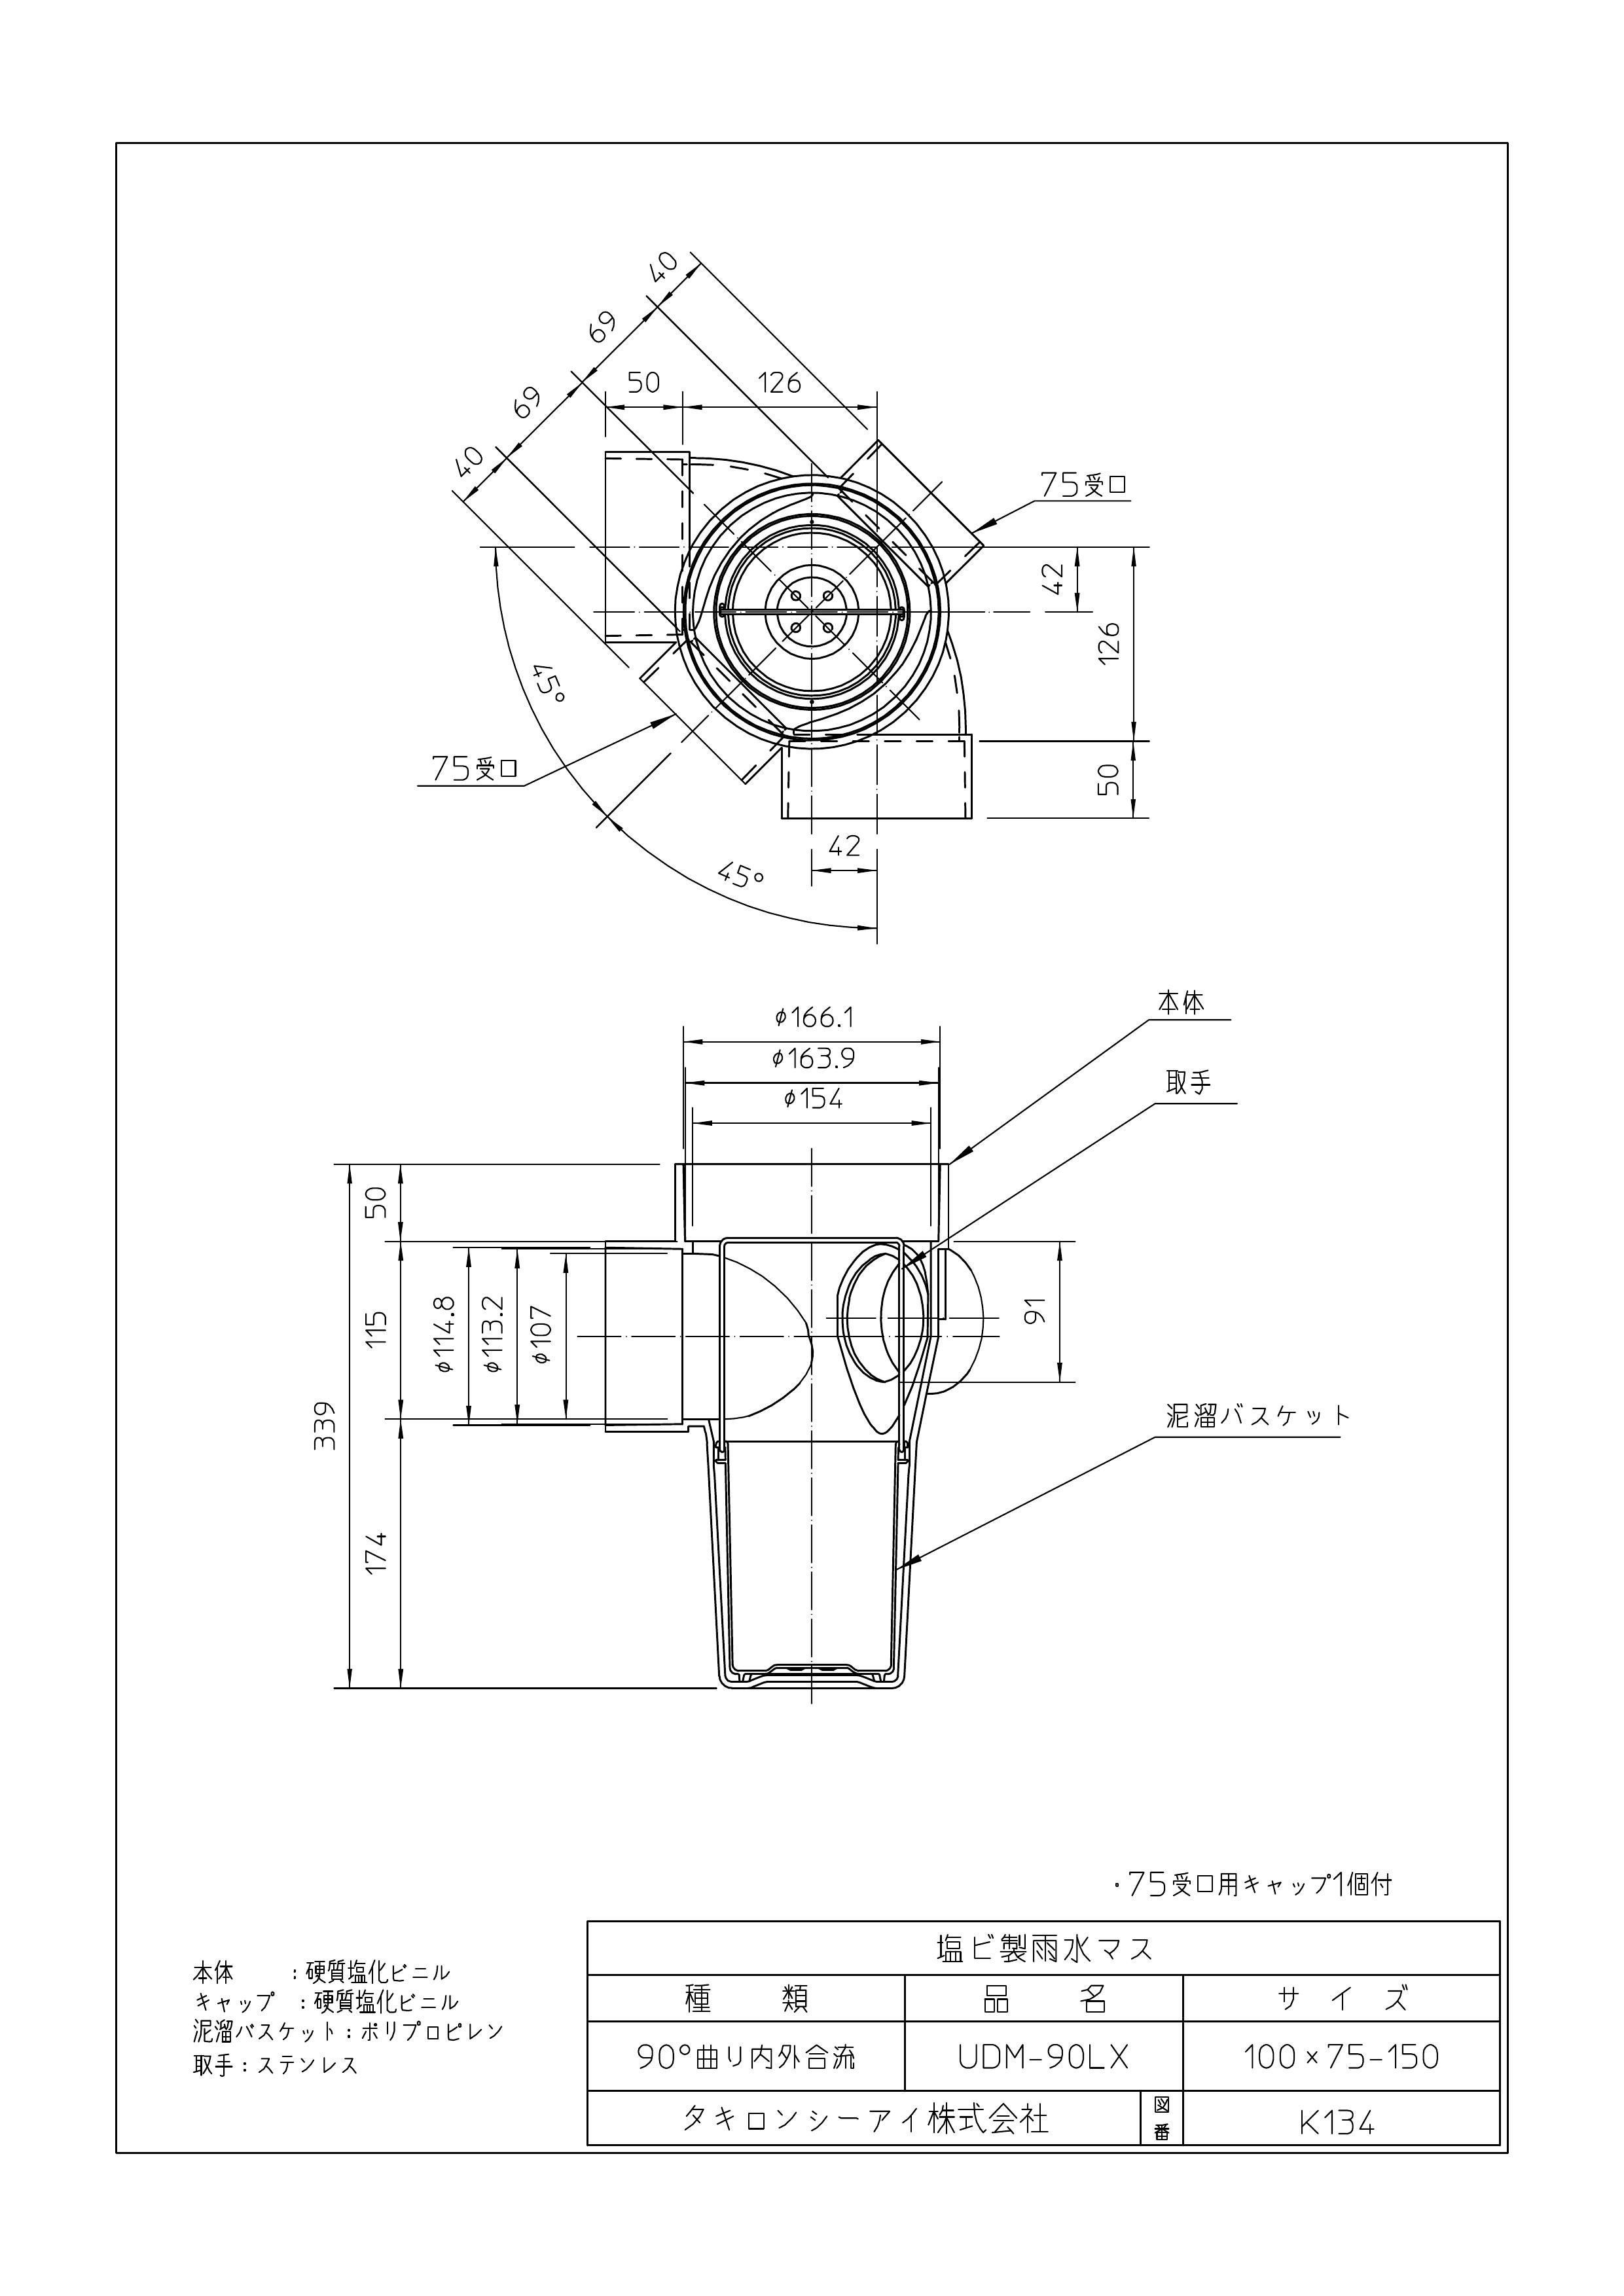 40
69
69
40
50
126
75受口
42
126
50
45°
75受口
45°
42
本体
φ166.1
φ163.9
取手
φ154
50
115
φ114.8
φ113.2
φ107
91
339
174
泥溜バスケット
・75受口用キャップ1個付
本体　　：硬質塩化ビニル
キャップ　：硬質塩化ビニル
泥溜バスケット：ポリプロピレン
取手：ステンレス
塩ビ製雨水マス
種　類　品　名　サ　イ　ズ
90°曲り内外合流　UDM-90LX　100×75-150
タキロンシーアイ株式会社　図番　K134